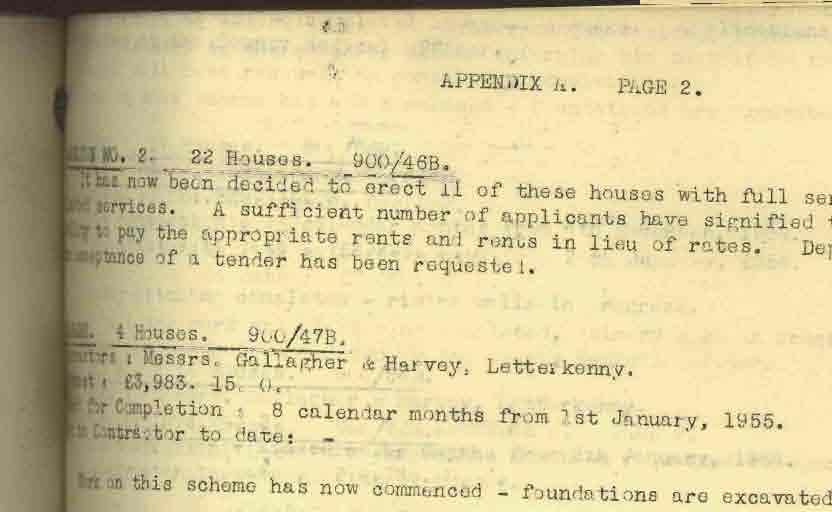 APPENDIX A. PAGE 2.
NO. 2. 22 Houses. 900/46B.
It has now been decided to erect 11 of these houses with full
services. A sufficient number of applicants have signified
to pay the appropriate rents and rents in lieu of rates.
acceptance of a tender has been requested.
4 Houses. 900/47B.
: Messrs. Gallagher & Harvey, Letterkenny.
: £3,983. 15. 0.
for Completion : 8 calendar months from 1st January, 1955.
to Contractor to date: -
Work on this scheme has now commenced - foundations are excavated